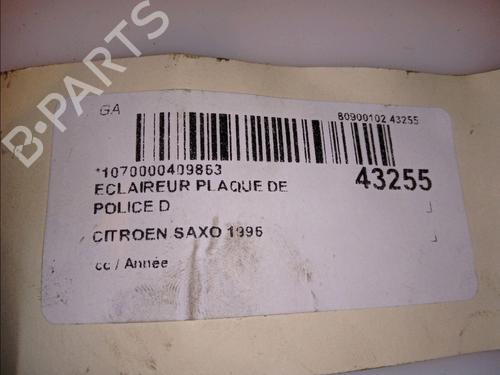 GA
80900102 43255
*1070000409863
43255
ECLAIREUR PLAQUE DE
POLICE D
CITROEN SAXO 1996
cc / Année
B-PARTS